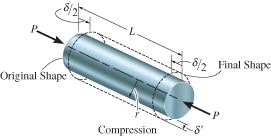 δ/2
P
L
δ/2
Final Shape
Original Shape
r
P
Compression
δ′